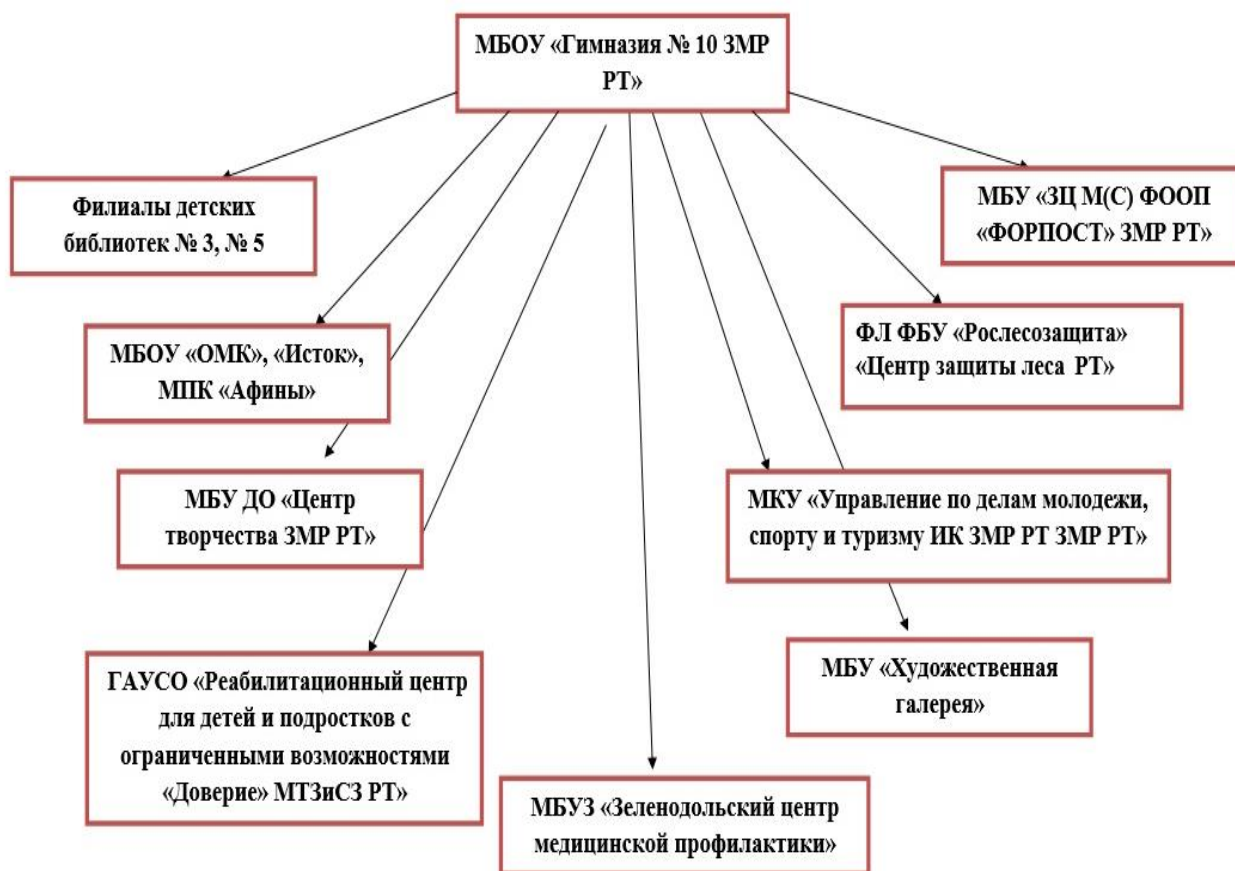 МБОУ «Гимназия № 10 ЗМР
РТ»
Филиалы детских
библиотек № 3, № 5
МБУ «ЗЦ М(С) ФООП
«ФОРПОСТ» ЗМР РТ»
МБОУ «ОМК», «Исток»,
МПК «Афины»
ФЛ ФБУ «Рослесозащита»
«Центр защиты леса РТ»
МБУ ДО «Центр
творчества ЗМР РТ»
МКУ «Управление по делам молодежи,
спорту и туризму ИК ЗМР РТ ЗМР РТ»
ГАУСО «Реабилитационный центр
для детей и подростков с
ограниченными возможностями
«Доверие» МТЗиСЗ РТ»
МБУ «Художественная
галерея»
МБУЗ «Зеленодольский центр
медицинской профилактики»